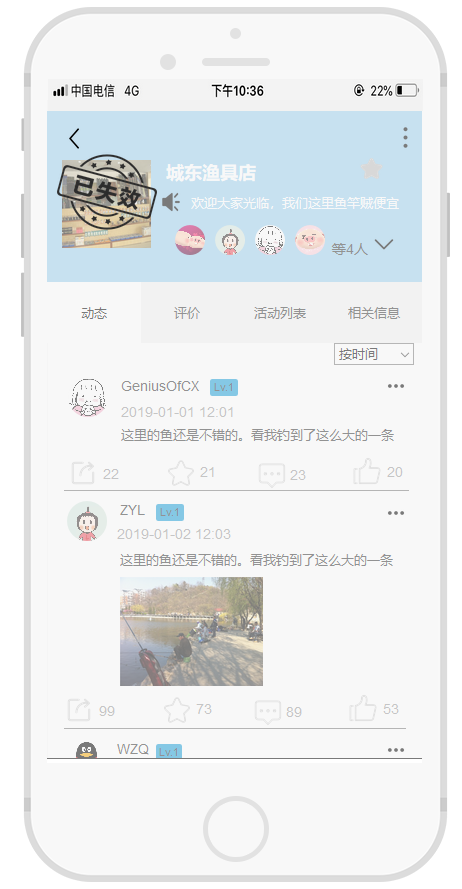 中国电信 4G 下午10:36 22%
城东渔具店
已失效
欢迎大家光临，我们这里鱼竿贼便宜
等4人
动态 评价 活动列表 相关信息
按时间
GeniusOfCX Lv.1
2019-01-01 12:01
这里的鱼还是不错的。看我钓到了这么大的一条
22 21 23 20
ZYL Lv.1
2019-01-02 12:03
这里的鱼还是不错的。看我钓到了这么大的一条
99 73 89 53
WZQ Lv.1